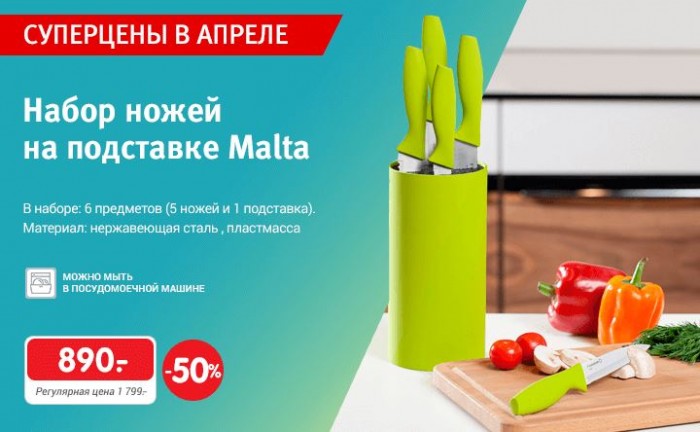 СУПЕРЦЕНЫ В АПРЕЛЕ
Набор ножей
на подставке Malta
В наборе: 6 предметов (5 ножей и 1 подставка).
Материал: нержавеющая сталь , пластмасса
МОЖНО МЫТЬ
В ПОСУДОМОЕЧНОЙ МАШИНЕ
890.-
-50%
Регулярная цена 1 799.-